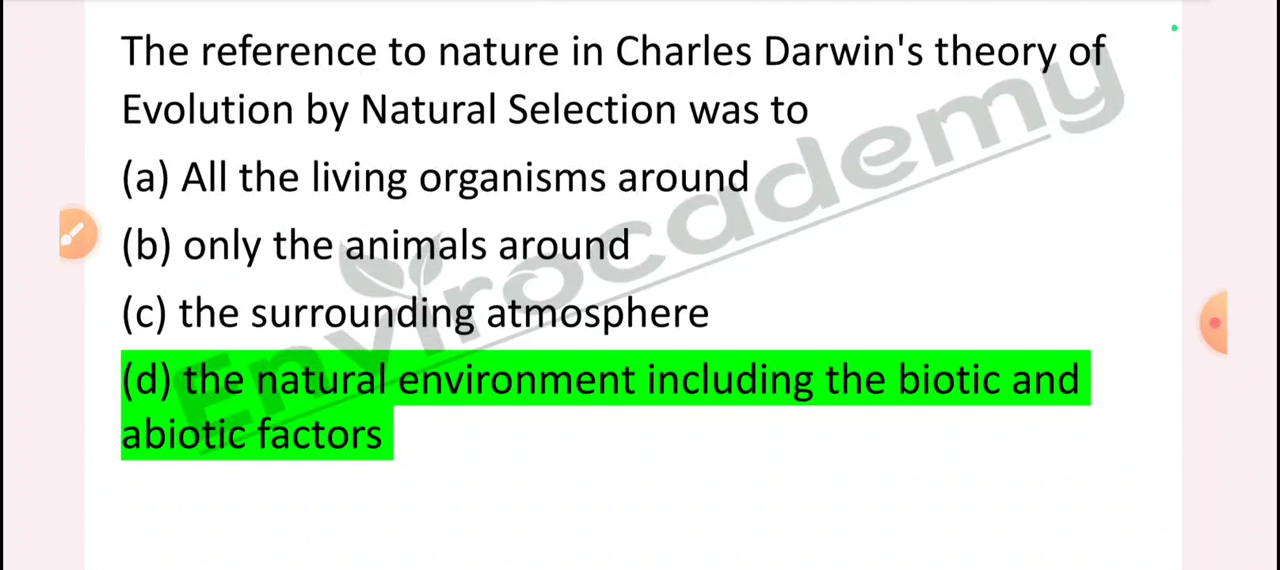 The reference to nature in Charles Darwin's theory of
Evolution by Natural Selection was to
(a) All the living organisms around
(b) only the animals around
(c) the surrounding atmosphere
(d) the natural environment including the biotic and
abiotic factors
Envirocademy